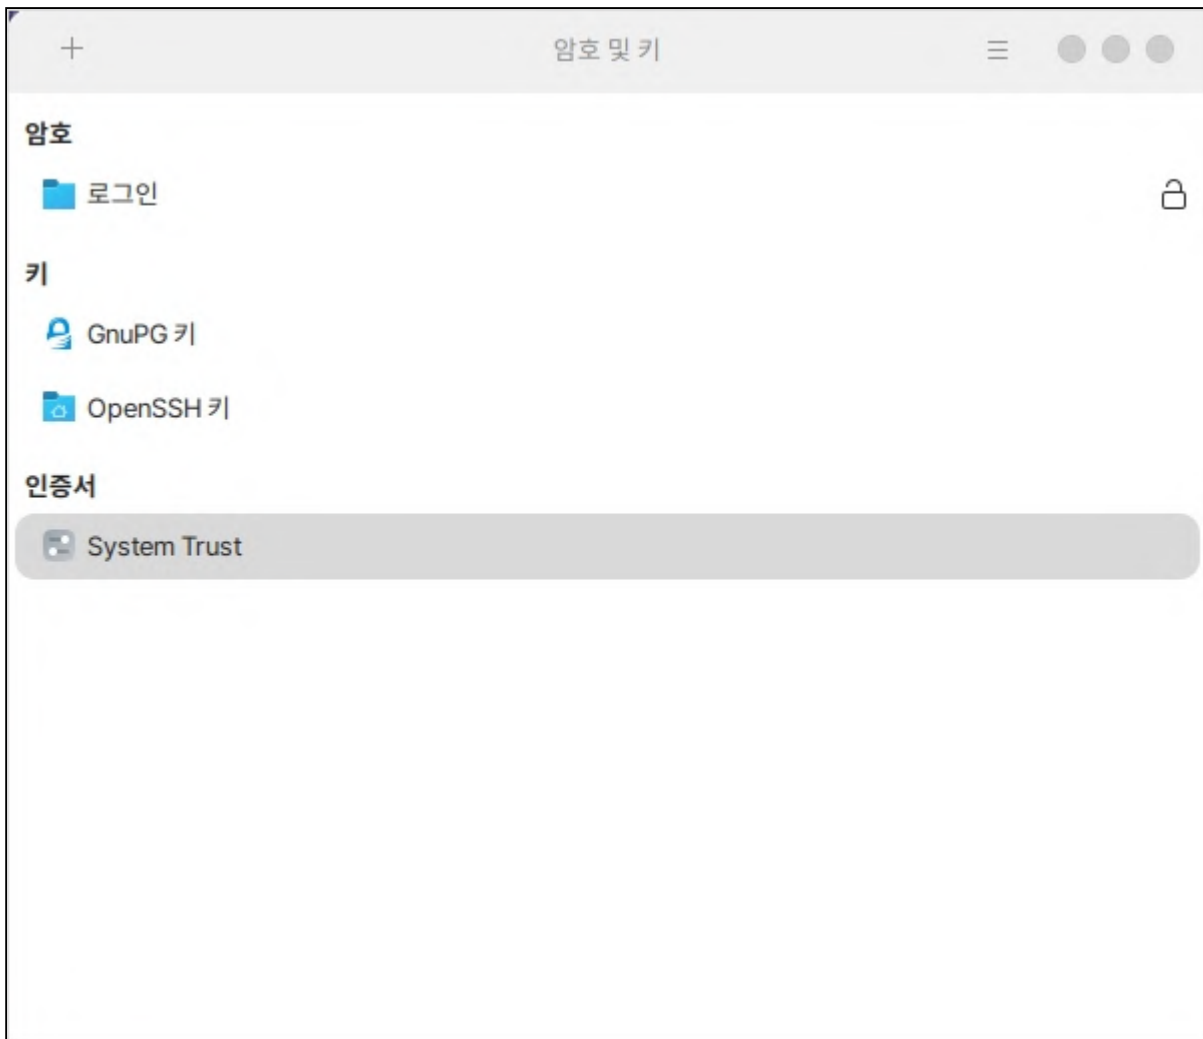 암호 및 키
암호
로그인
키
GnuPG 키
OpenSSH 키
인증서
System Trust